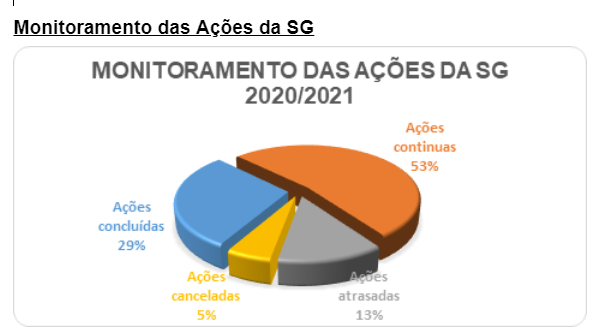 Monitoramento das Ações da SG
MONITORAMENTO DAS AÇÕES DA SG
2020/2021
Ações
continuas
53%
Ações
concluídas
29%
Ações
canceladas
5%
Ações
atrasadas
13%